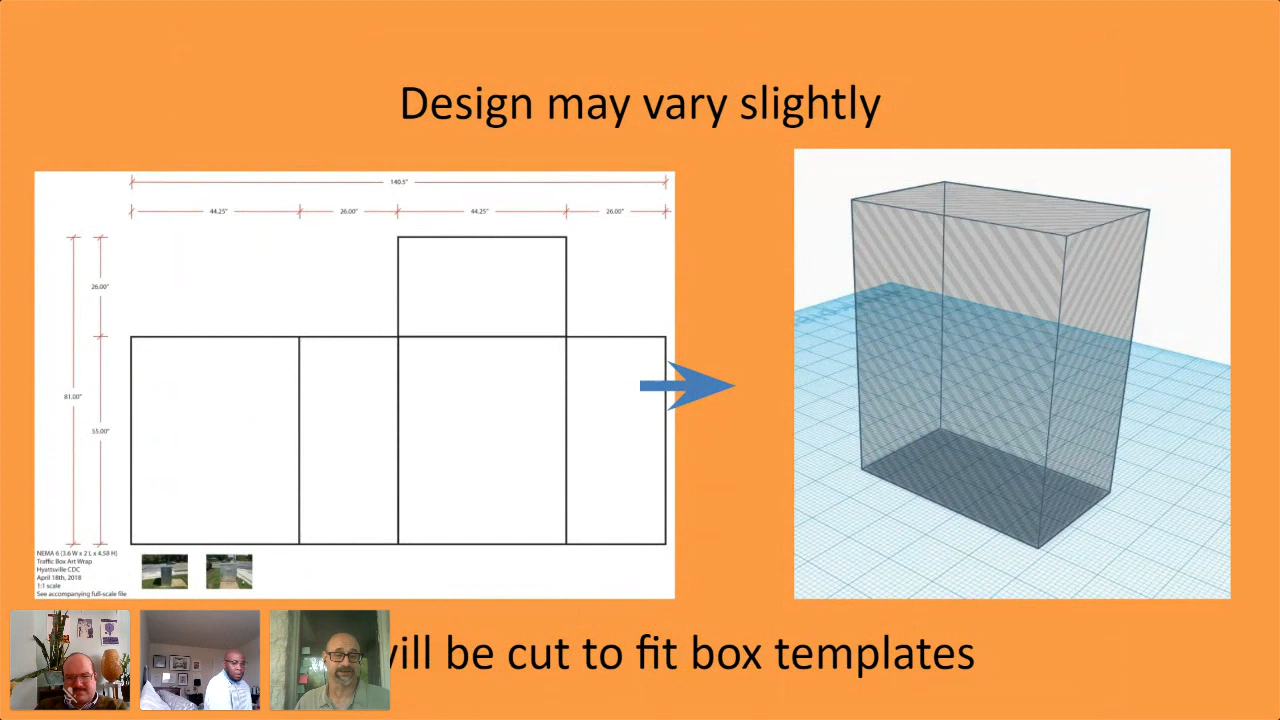 Design may vary slightly
140.5"
44.25" 26.00" 44.25" 26.00"
26.00"
81.00"
55.00"
NEMA 6 (3.6 W x 2 L x 4.58 H)
Traffic Box Art Wrap
Hyattsville CDC
April 18th, 2018
1:1 scale
See accompanying full-scale file
will be cut to fit box templates